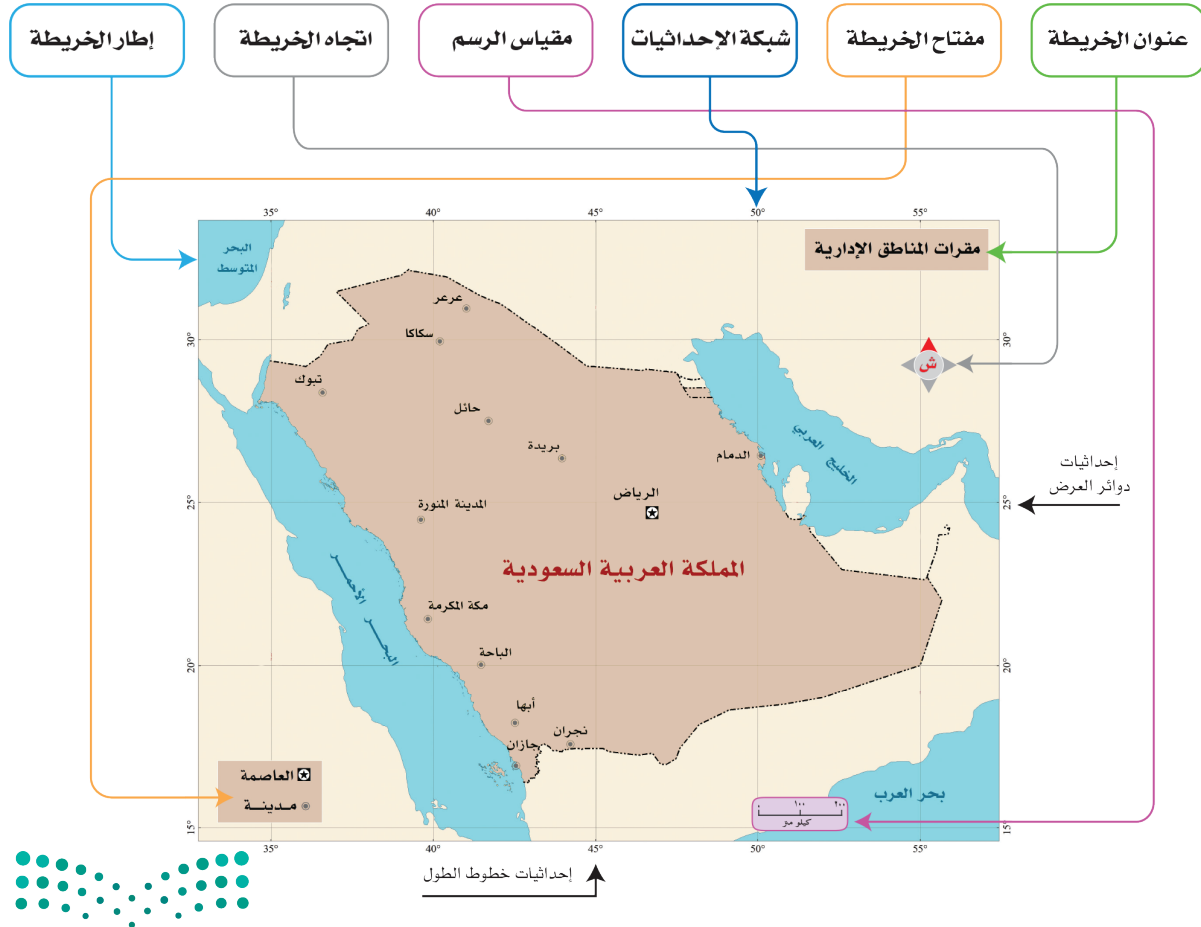 عنوان الخريطة
مفتاح الخريطة
شبكة الإحداثيات
مقياس الرسم
اتجاه الخريطة
إطار الخريطة
35°
40°
45°
50°
55°
مقرات المناطق الإدارية
البحر
المتوسط
عرعر
سكاكا
30°
30°
ش
تبوك
حائل
بريدة
الدمام
الخليج العربي
إحداثيات
دوائر العرض
الرياض
المدينة المنورة
25°
25°
المملكة العربية السعودية
البحر الأحمر
مكة المكرمة
الباحة
20°
20°
أبها
نجران
جازان
العاصمة
مدينة
بحر العرب
٠ ١٠٠ ٢٠٠
كيلو متر
15°
15°
35°
40°
45°
50°
55°
إحداثيات خطوط الطول